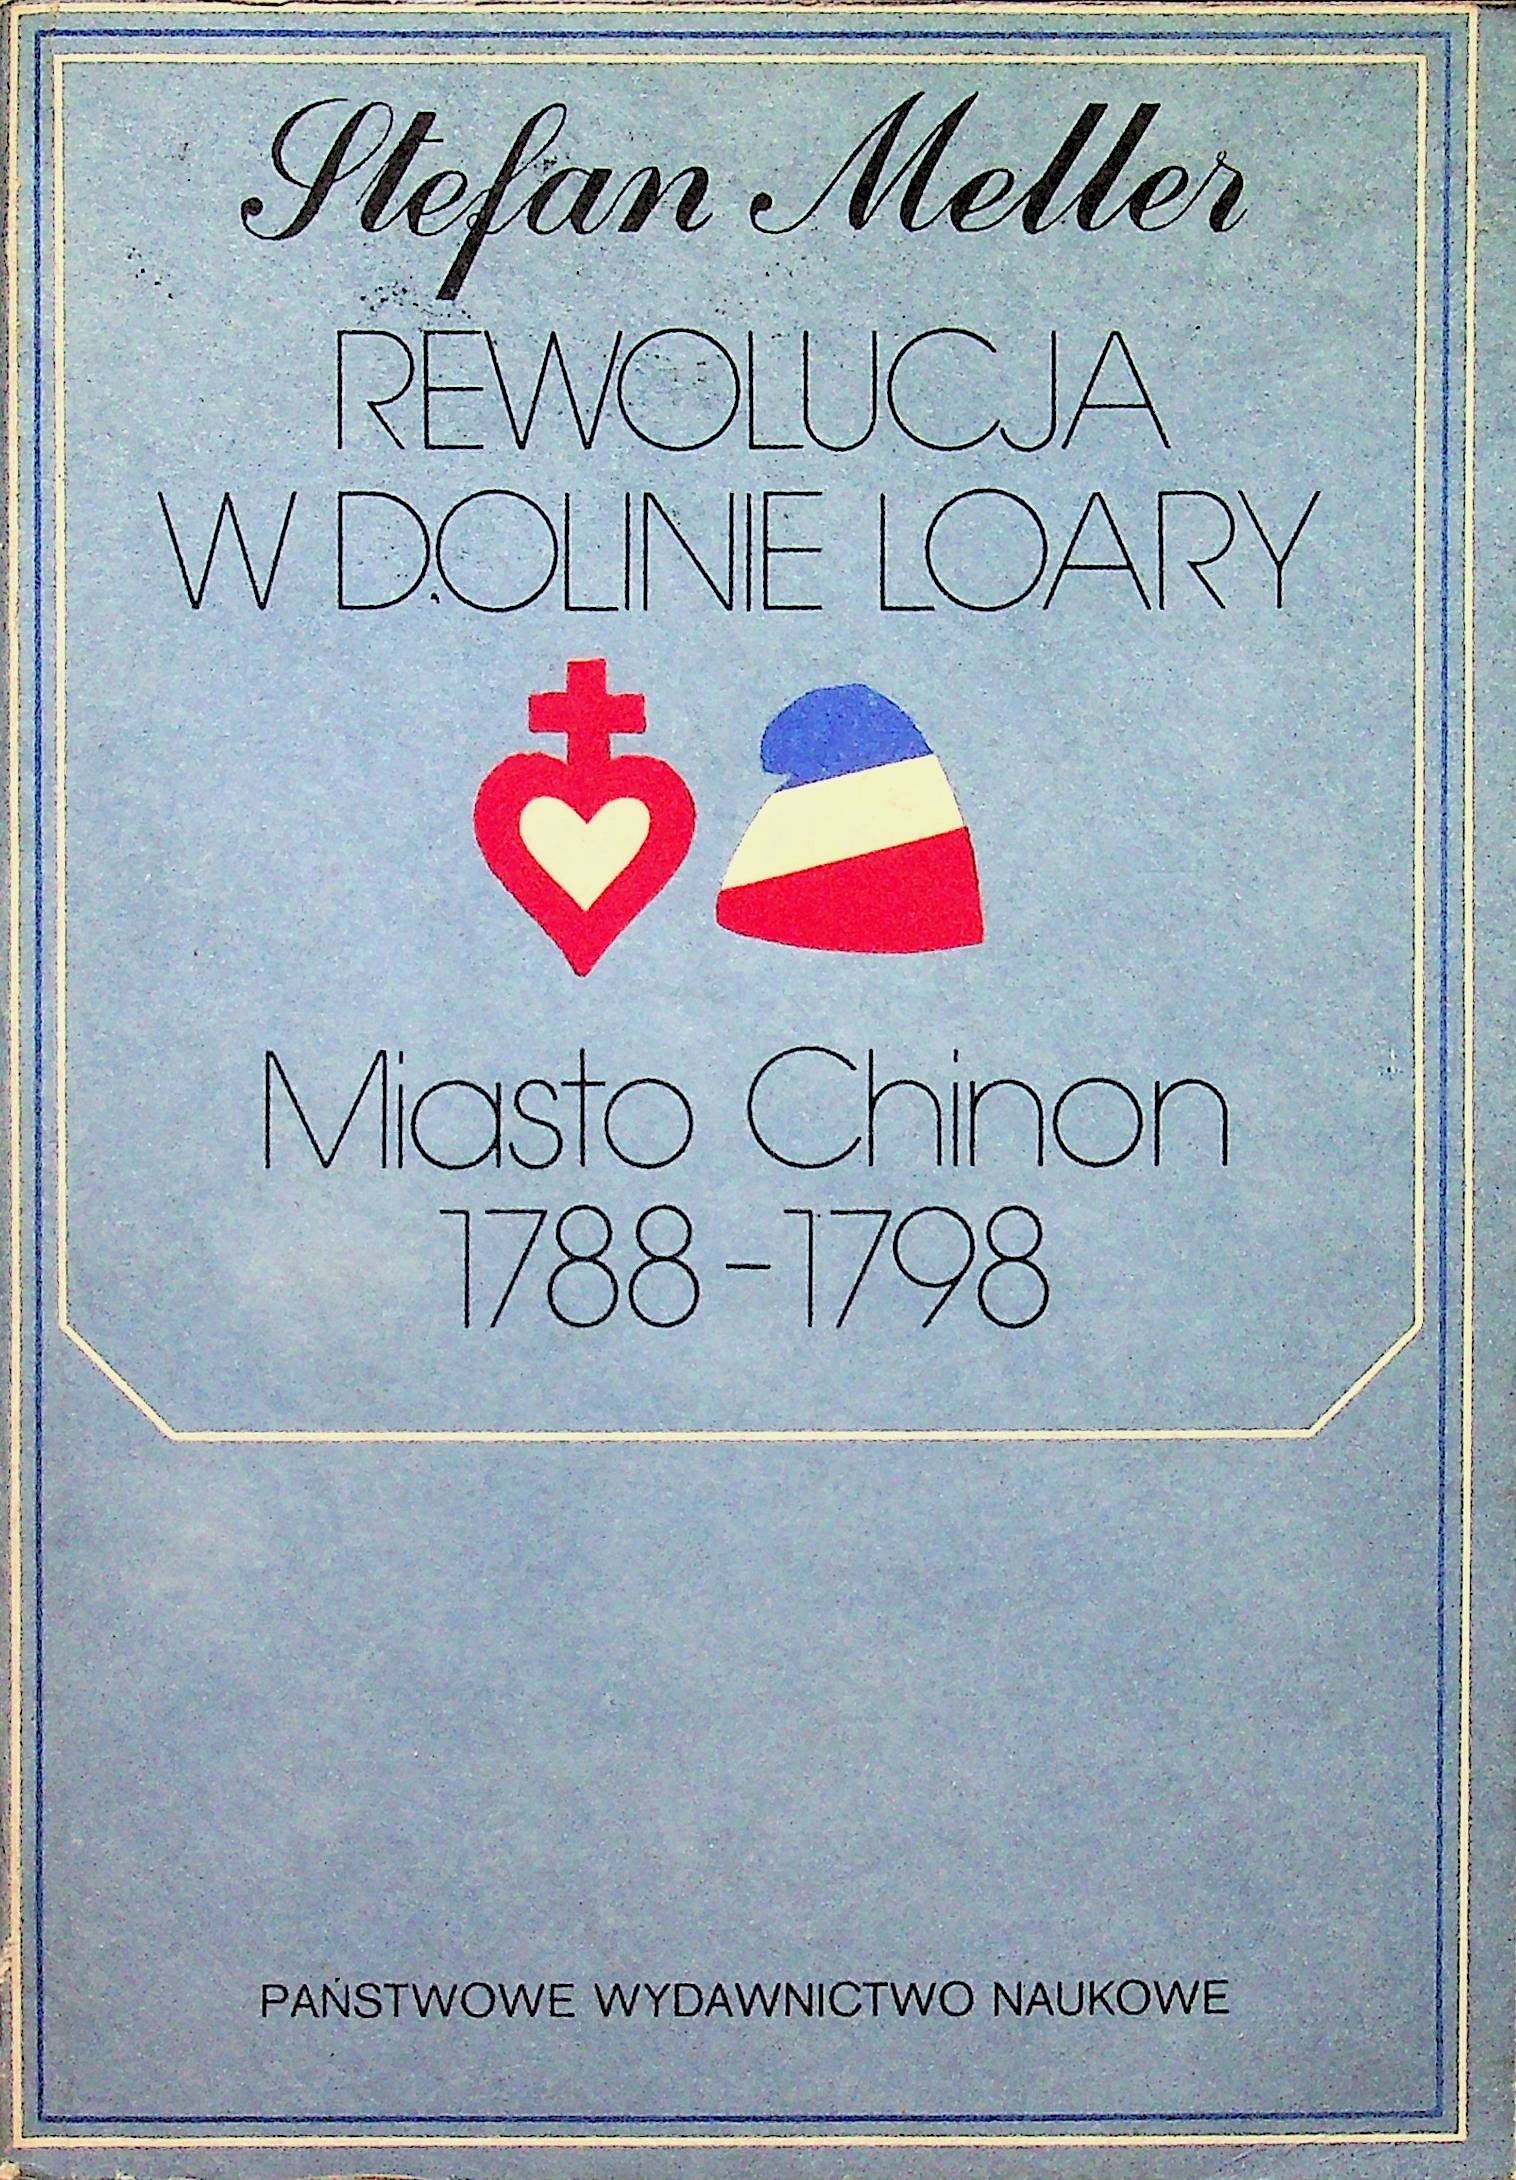 Stefan Meller
REWOLUCJA
W DOLINIE LOARY
Miasto Chinon
1788-1798
PAŃSTWOWE WYDAWNICTWO NAUKOWE